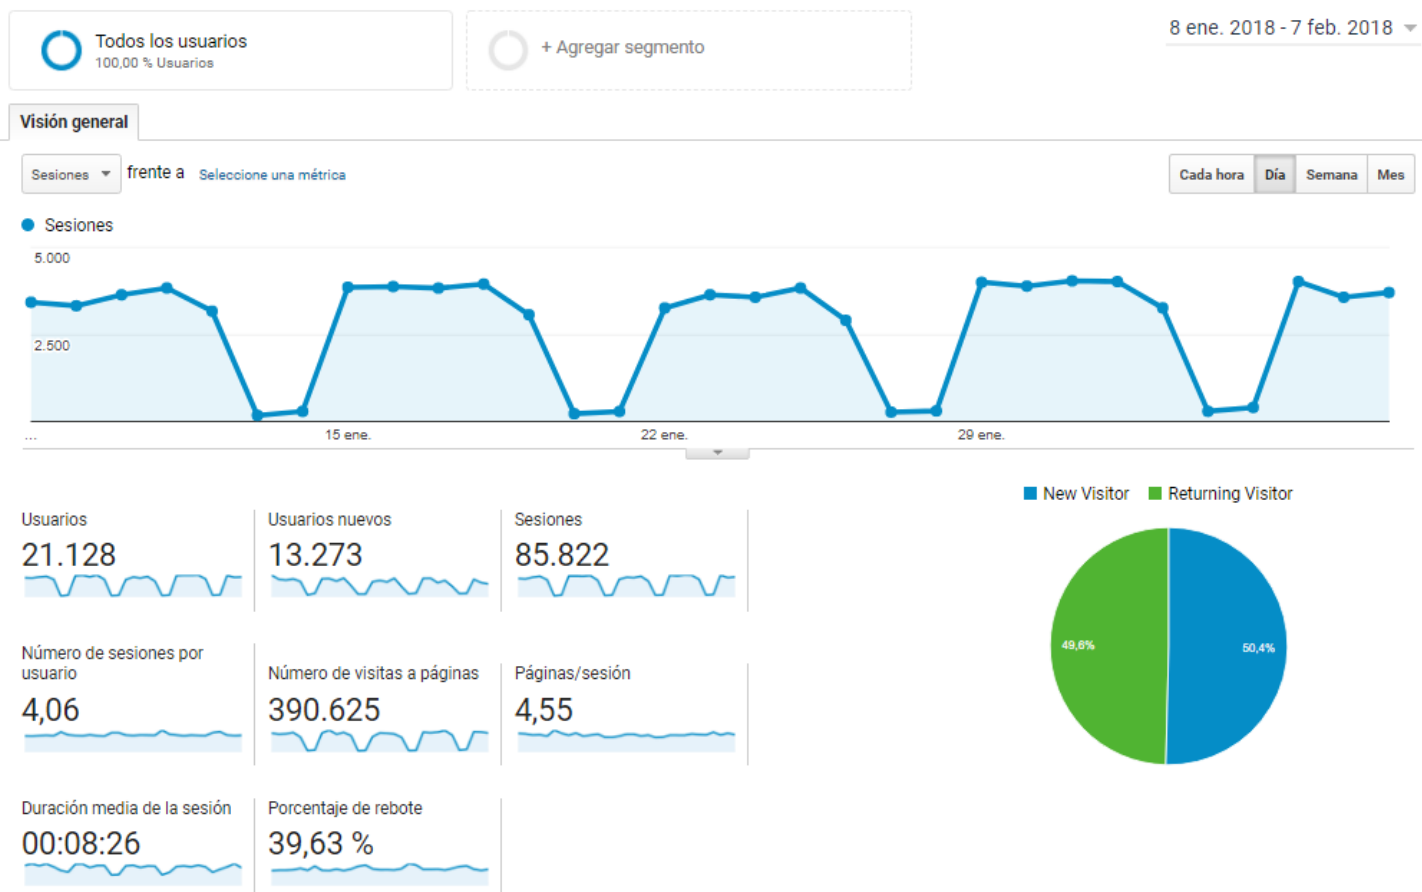 Todos los usuarios
100,00 % Usuarios
+ Agregar segmento
8 ene. 2018 - 7 feb. 2018
Visión general
Sesiones frente a Seleccione una métrica
Cada hora Día Semana Mes
Sesiones
5.000
2.500
... 15 ene. 22 ene. 29 ene.
New Visitor Returning Visitor
49,6% 50,4%
Usuarios
21.128
Usuarios nuevos
13.273
Sesiones
85.822
Número de sesiones por
usuario
4,06
Número de visitas a páginas
390.625
Páginas/sesión
4,55
Duración media de la sesión
00:08:26
Porcentaje de rebote
39,63 %